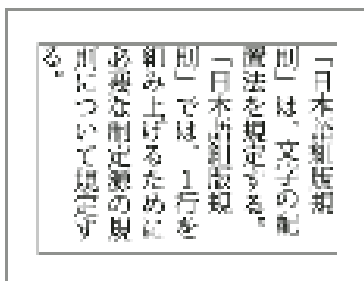 「日本語組版規
則」は、文字の配
置法を規定する。
「日本語組版規
則」では、1行を
組み上げるために
必要な の規
則について規定す
る。